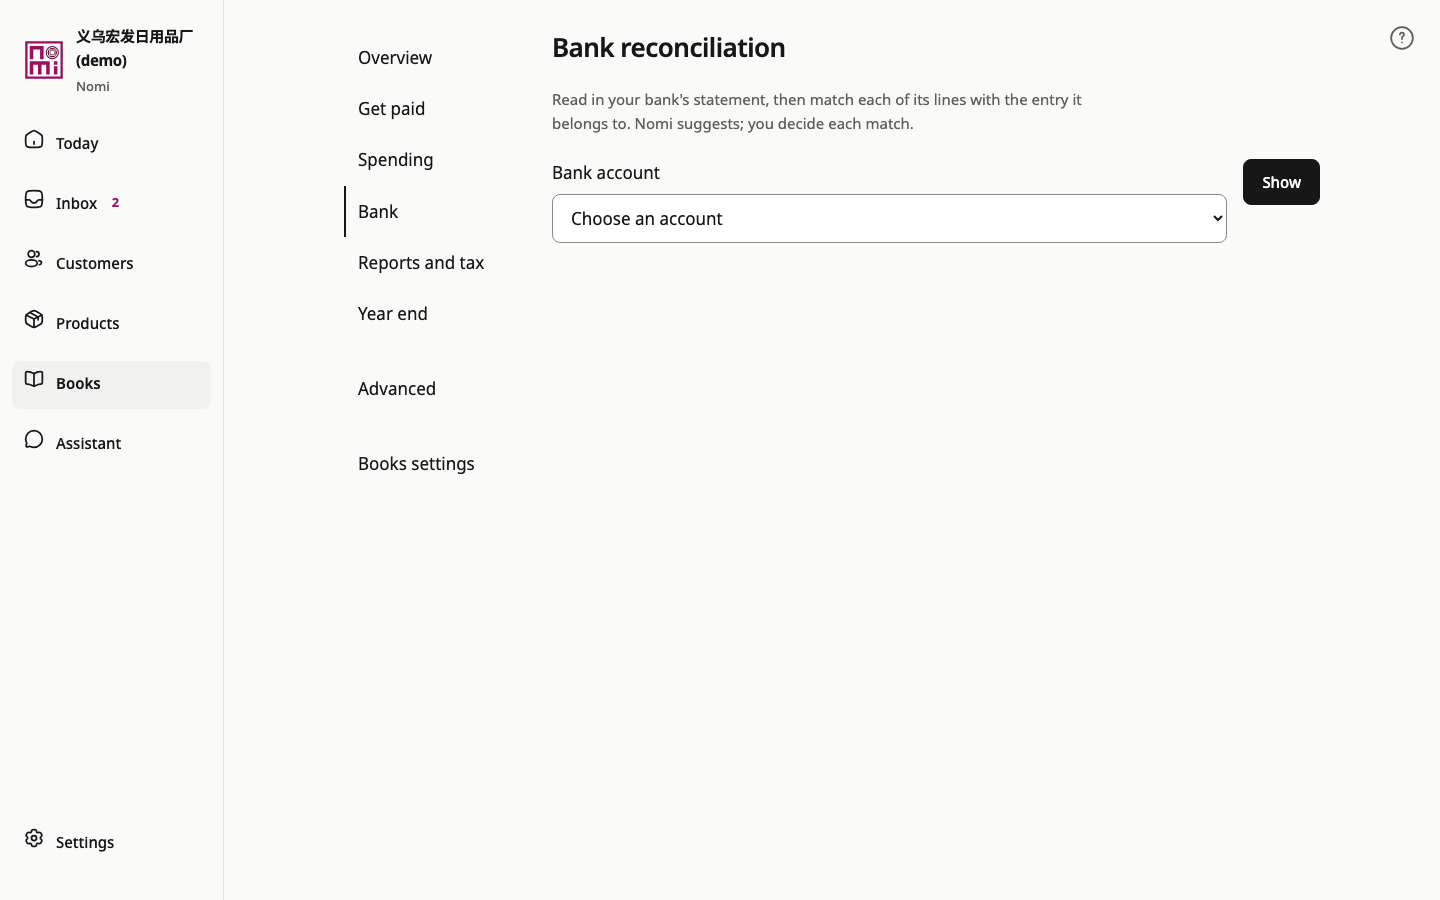 义乌宏发日用品厂
(demo)
Nomi
Today
Inbox 2
Customers
Products
Books
Assistant
Settings
Overview
Get paid
Spending
Bank
Reports and tax
Year end
Advanced
Books settings
Bank reconciliation
Read in your bank's statement, then match each of its lines with the entry it
belongs to. Nomi suggests; you decide each match.
Bank account
Choose an account
Show
?
nomi